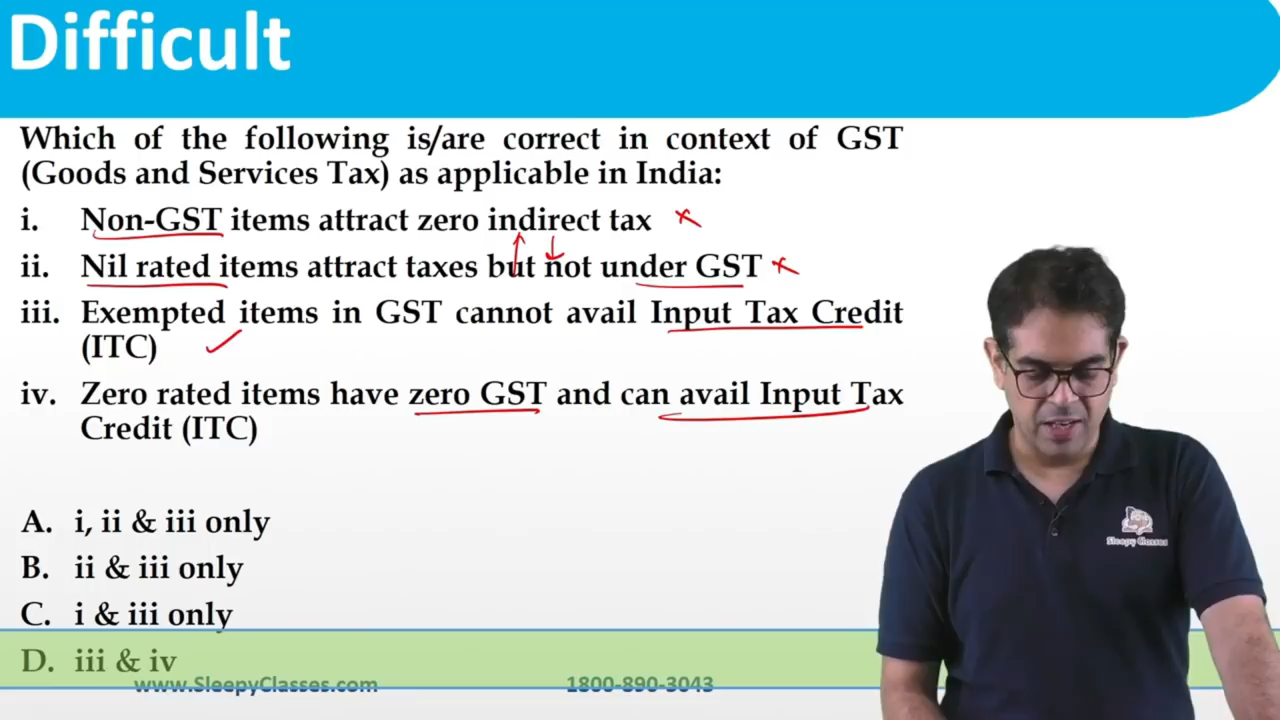 Difficult
Which of the following is/are correct in context of GST
(Goods and Services Tax) as applicable in India:
i. Non-GST items attract zero indirect tax
ii. Nil rated items attract taxes but not under GST
iii. Exempted items in GST cannot avail Input Tax Credit
(ITC)
iv. Zero rated items have zero GST and can avail Input Tax
Credit (ITC)
A. i, ii & iii only
B. ii & iii only
C. i & iii only
D. iii & iv
www.SleepyClasses.com 1800-890-3043
Sleepy Classes